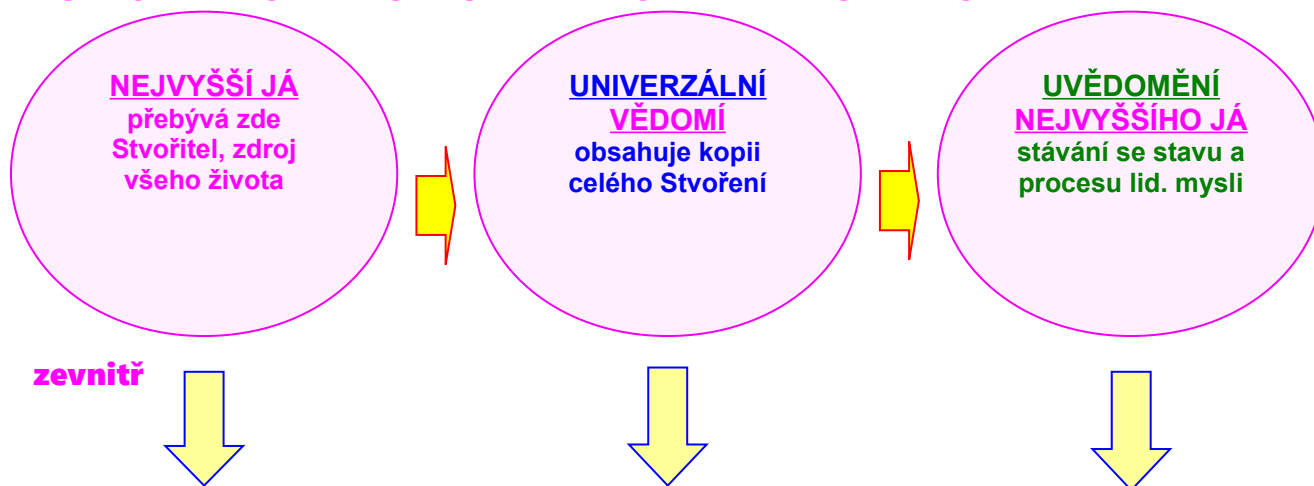 NEJVYŠŠÍ JÁ
přebývá zde
Stvořitel, zdroj
všeho života
UNIVERZÁLNÍ
VĚDOMÍ
obsahuje kopii
celého Stvoření
UVĚDOMĚNÍ
NEJVYŠŠÍHO JÁ
stávání se stavu a
procesu lid. mysli
zevnitř